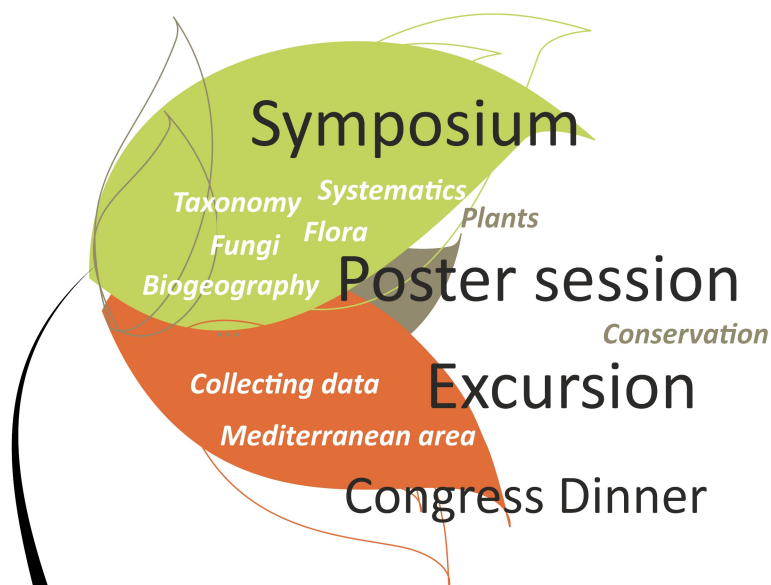 Symposium
Systematics
Taxonomy
Plants
Flora
Fungi
Biogeography
Poster session
Conservation
Collecting data
Excursion
Mediterranean area
Congress Dinner